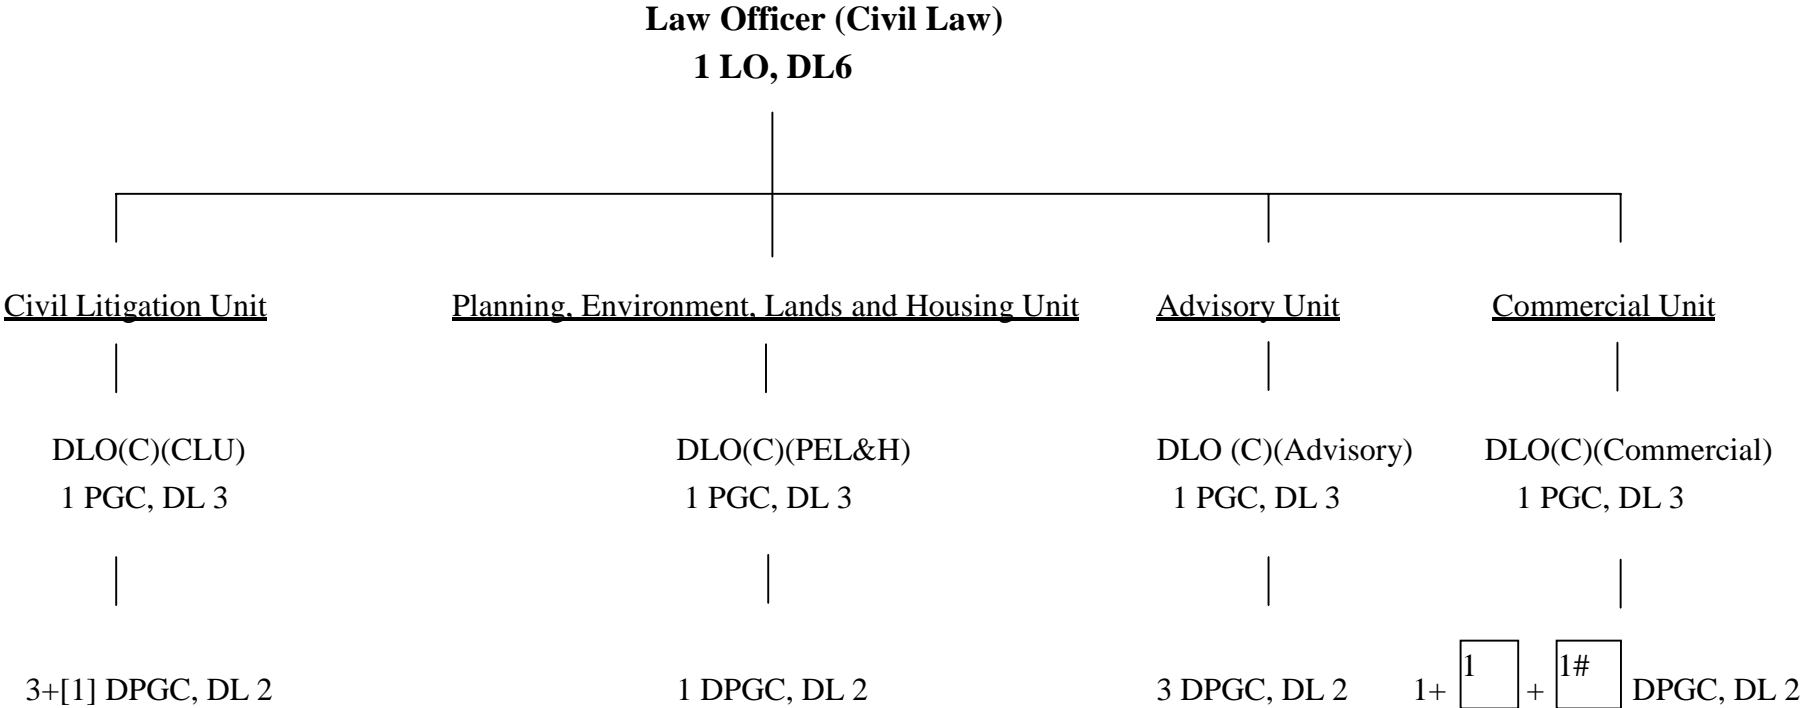 Law Officer (Civil Law)
1 LO, DL6
Civil Litigation Unit
Planning, Environment, Lands and Housing Unit
Advisory Unit
Commercial Unit
DLO(C)(CLU)
1 PGC, DL 3
DLO(C)(PEL&H)
1 PGC, DL 3
DLO (C)(Advisory)
1 PGC, DL 3
DLO(C)(Commercial)
1 PGC, DL 3
3+[1] DPGC, DL 2
1 DPGC, DL 2
3 DPGC, DL 2
1+ 1 + 1# DPGC, DL 2